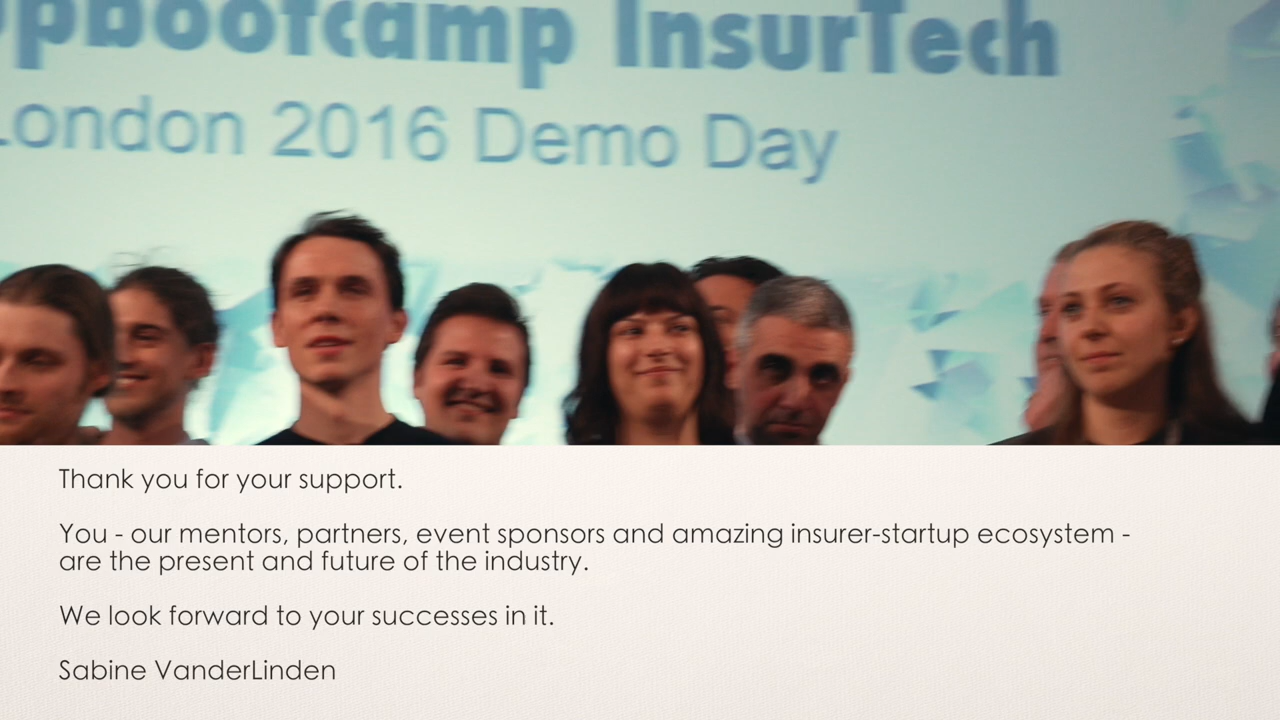 pbootcamp InsurTech
London 2016 Demo Day
Thank you for your support.
You - our mentors, partners, event sponsors and amazing insurer-startup ecosystem -
are the present and future of the industry.
We look forward to your successes in it.
Sabine VanderLinden